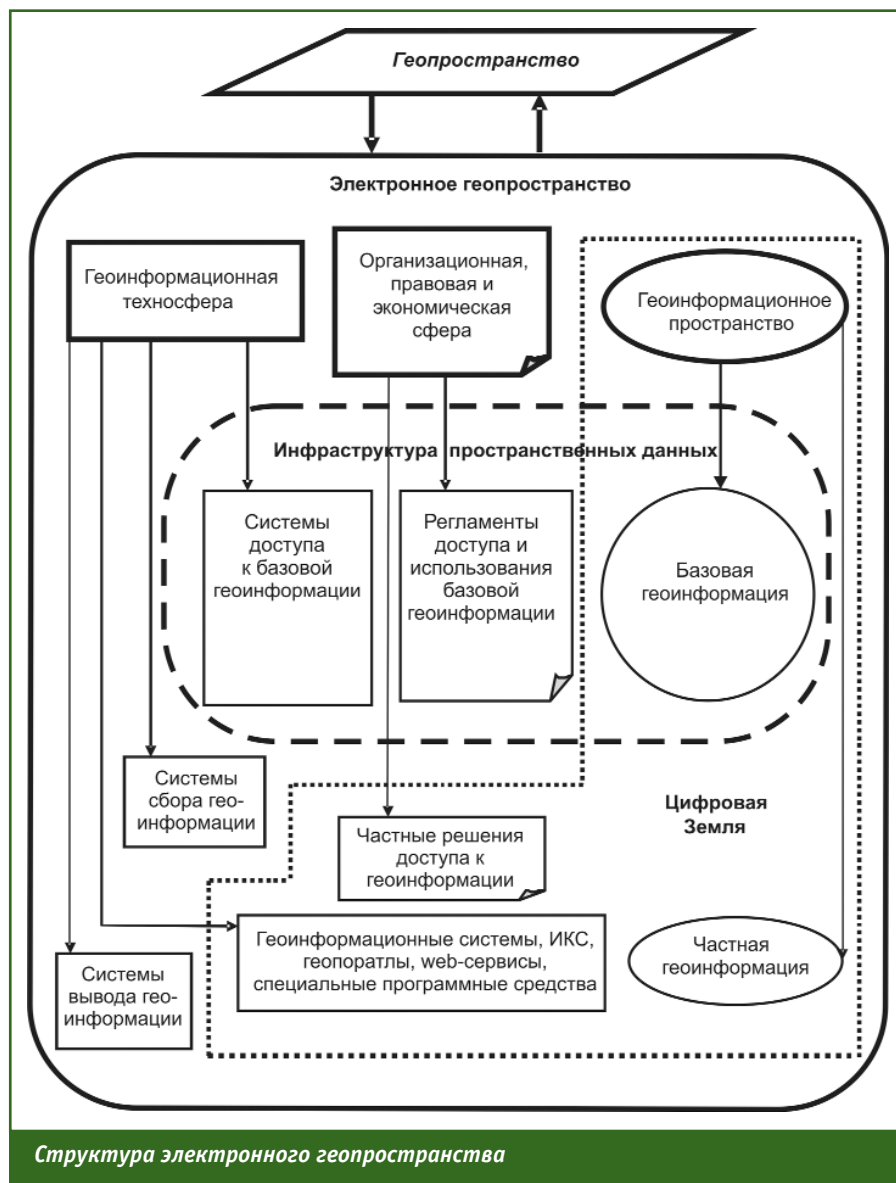 Геопространство
Электронное геопространство
Геоинформационная
техносфера
Организационная,
правовая и
экономическая
сфера
Геоинформационное
пространство
Инфраструктура пространственных данных
Системы
доступа
к базовой
геоинформации
Регламенты
доступа и
использования
базовой
геоинформации
Базовая
геоинформация
Системы
сбора гео-
информации
Цифровая
Земля
Частные решения
доступа к
геоинформации
Геоинформационные системы, ИКС,
геопоратлы, web-сервисы,
специальные программные средства
Частная
геоинформация
Системы
вывода гео-
информации
Структура электронного геопространства